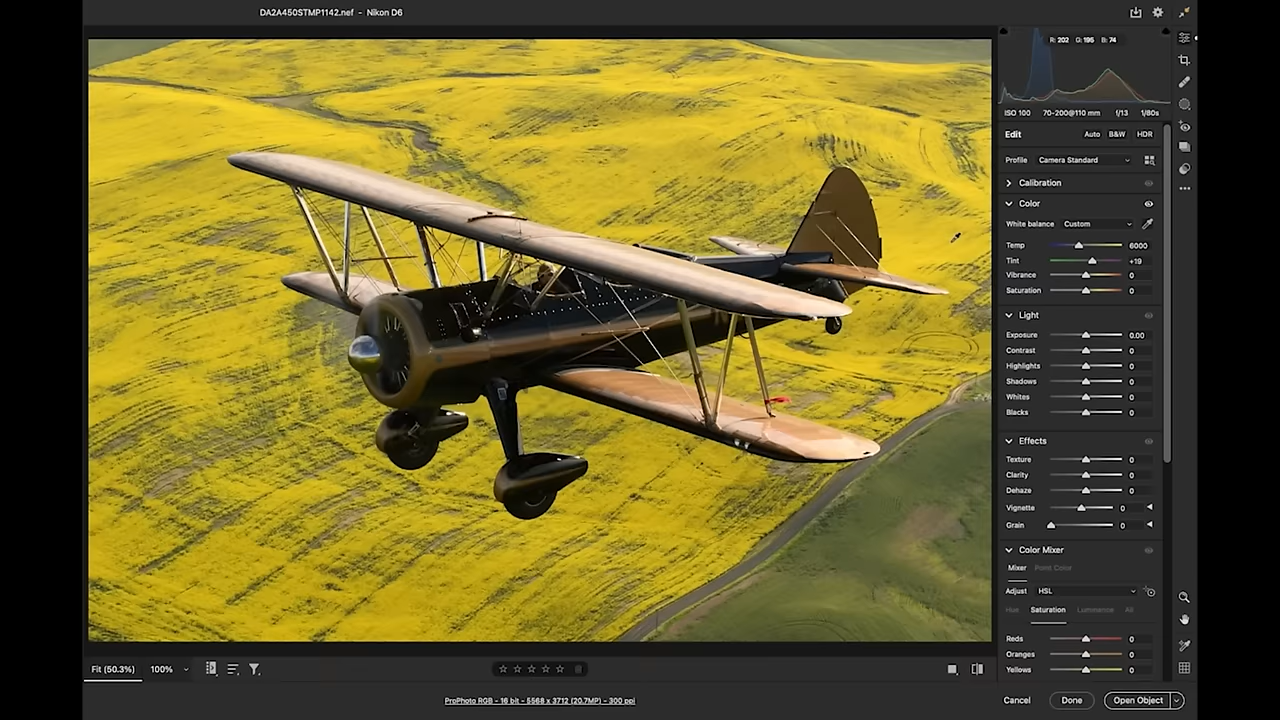 DA2A450STMP1142.nef - Nikon D6
R: 202 G: 195 B: 74
ISO 100 70-200@110 mm f/13 1/80s
Edit Auto B&W HDR
Profile Camera Standard
Calibration
Color
White balance Custom
Temp 6000
Tint +19
Vibrance 0
Saturation 0
Light
Exposure 0.00
Contrast 0
Highlights 0
Shadows 0
Whites 0
Blacks 0
Effects
Texture 0
Clarity 0
Dehaze 0
Vignette 0
Grain 0
Color Mixer
Mixer Point Color
Adjust HSL
Hue Saturation Luminance All
Reds 0
Oranges 0
Yellows 0
Fit (50.3%) 100%
ProPhoto RGB - 16 bit - 5568 x 3712 (20.7MP) - 300 ppi
Cancel Done Open Object